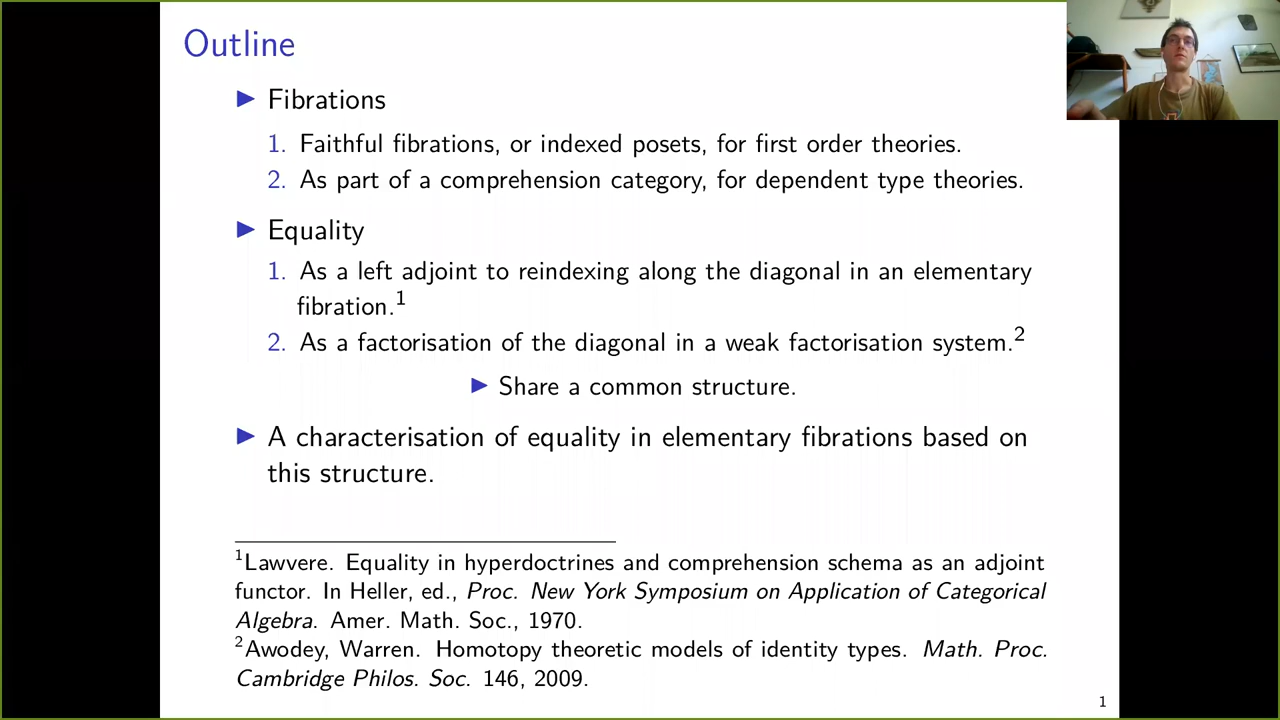 Outline
▶ Fibrations
1. Faithful fibrations, or indexed posets, for first order theories.
2. As part of a comprehension category, for dependent type theories.
▶ Equality
1. As a left adjoint to reindexing along the diagonal in an elementary
fibration.¹
2. As a factorisation of the diagonal in a weak factorisation system.²
▶ Share a common structure.
▶ A characterisation of equality in elementary fibrations based on
this structure.
¹Lawvere. Equality in hyperdoctrines and comprehension schema as an adjoint
functor. In Heller, ed., Proc. New York Symposium on Application of Categorical
Algebra. Amer. Math. Soc., 1970.
²Awodey, Warren. Homotopy theoretic models of identity types. Math. Proc.
Cambridge Philos. Soc. 146, 2009.
1